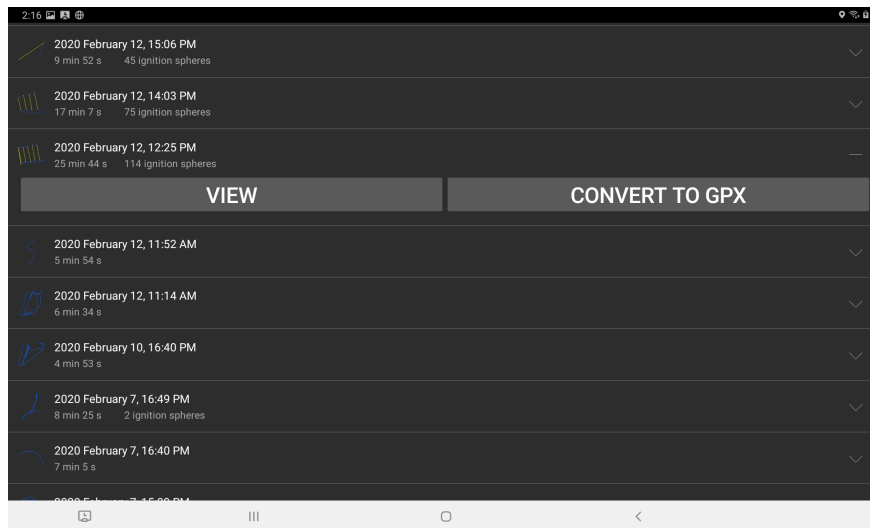 2:16
2020 February 12, 15:06 PM
9 min 52 s 45 ignition spheres
2020 February 12, 14:03 PM
17 min 7 s 75 ignition spheres
2020 February 12, 12:25 PM
25 min 44 s 114 ignition spheres
VIEW CONVERT TO GPX
2020 February 12, 11:52 AM
5 min 54 s
2020 February 12, 11:14 AM
6 min 34 s
2020 February 10, 16:40 PM
4 min 53 s
2020 February 7, 16:49 PM
8 min 25 s 2 ignition spheres
2020 February 7, 16:40 PM
7 min 5 s
2020 February 7,